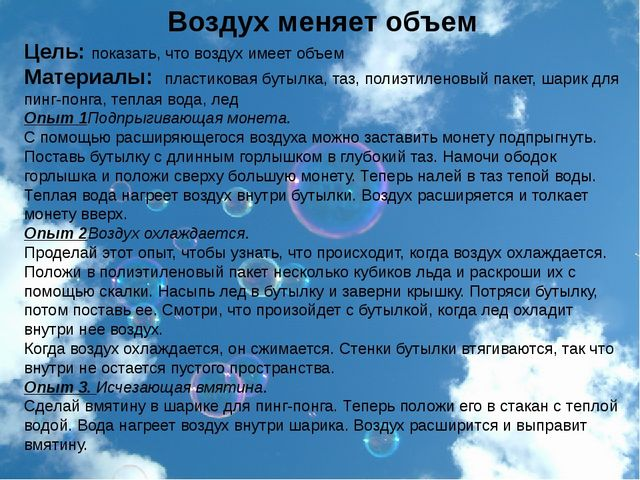 Воздух меняет объем
Цель: показать, что воздух имеет объем
Материалы: пластиковая бутылка, таз, полиэтиленовый пакет, шарик для
пинг-понга, теплая вода, лед
Опыт 1Подпрыгивающая монета.
С помощью расширяющегося воздуха можно заставить монету подпрыгнуть.
Поставь бутылку с длинным горлышком в глубокий таз. Намочи ободок
горлышка и положи сверху большую монету. Теперь налей в таз тепой воды.
Теплая вода нагреет воздух внутри бутылки. Воздух расширяется и толкает
монету вверх.
Опыт 2Воздух охлаждается.
Проделай этот опыт, чтобы узнать, что происходит, когда воздух охлаждается.
Положи в полиэтиленовый пакет несколько кубиков льда и раскроши их с
помощью скалки. Насыпь лед в бутылку и заверни крышку. Потряси бутылку,
потом поставь ее. Смотри, что произойдет с бутылкой, когда лед охладит
внутри нее воздух.
Когда воздух охлаждается, он сжимается. Стенки бутылки втягиваются, так что
внутри не остается пустого пространства.
Опыт 3. Исчезающая вмятина.
Сделай вмятину в шарике для пинг-понга. Теперь положи его в стакан с теплой
водой. Вода нагреет воздух внутри шарика. Воздух расширится и выправит
вмятину.